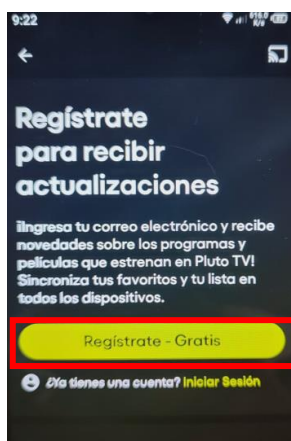 9:22
Regístrate
para recibir
actualizaciones
¡Ingresa tu correo electrónico y recibe
novedades sobre los programas y
películas que estrenan en Pluto TV!
Sincroniza tus favoritos y tu lista en
todos los dispositivos.
Regístrate - Gratis
¿Ya tienes una cuenta? Iniciar Sesión